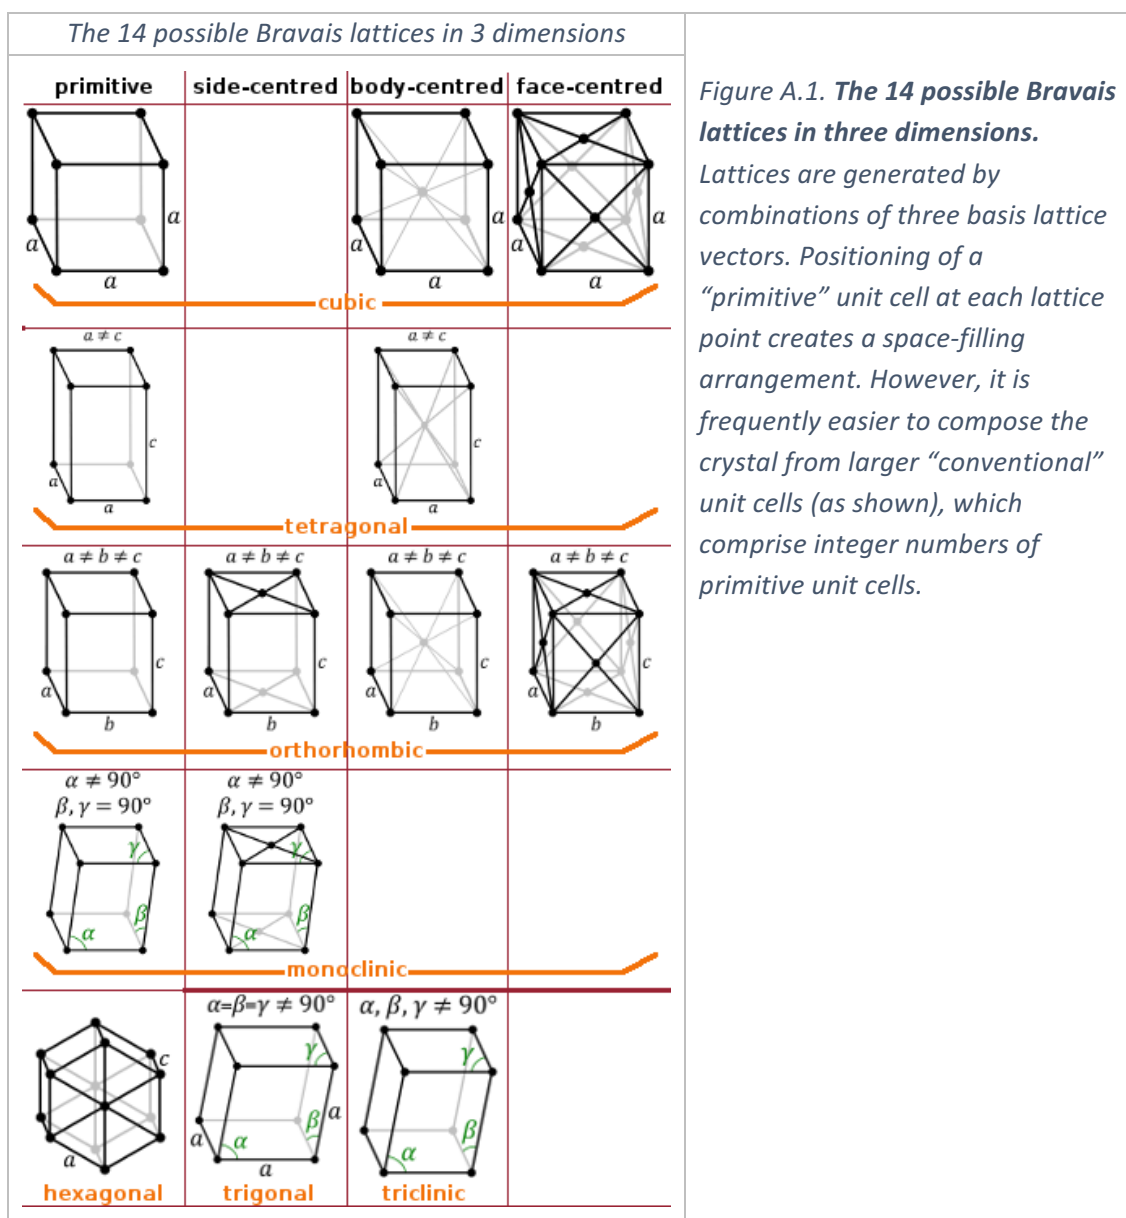 The 14 possible Bravais lattices in 3 dimensions
primitive side-centred body-centred face-centred
a a a
a a a
a a a
cubic
a ≠ c a ≠ c
c c
a a
a a
tetragonal
a ≠ b ≠ c a ≠ b ≠ c a ≠ b ≠ c a ≠ b ≠ c
c c c c
a a a a
b b b b
orthorhombic
α ≠ 90° α ≠ 90°
β, γ = 90° β, γ = 90°
γ γ
β β
α α
monoclinic
α=β=γ ≠ 90° α, β, γ ≠ 90°
c γ γ
a β a β
a α α
a
hexagonal trigonal triclinic
Figure A.1. The 14 possible Bravais
lattices in three dimensions.
Lattices are generated by
combinations of three basis lattice
vectors. Positioning of a
“primitive” unit cell at each lattice
point creates a space-filling
arrangement. However, it is
frequently easier to compose the
crystal from larger “conventional”
unit cells (as shown), which
comprise integer numbers of
primitive unit cells.